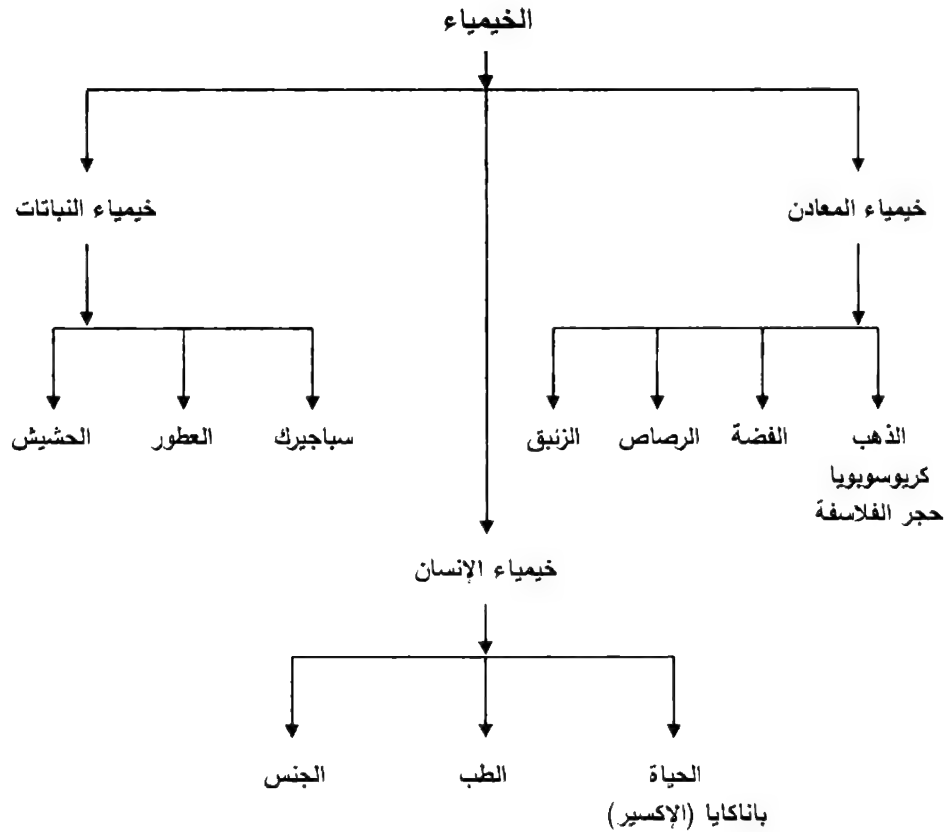 الخيمياء
خيمياء المعادن
خيمياء النباتات
الذهب
كريوسوبويا
حجر الفلاسفة
الفضة
الرصاص
الزئبق
سباجيرك
العطور
الحشيش
خيمياء الإنسان
الحياة
باناكايا (الإكسير)
الطب
الجنس